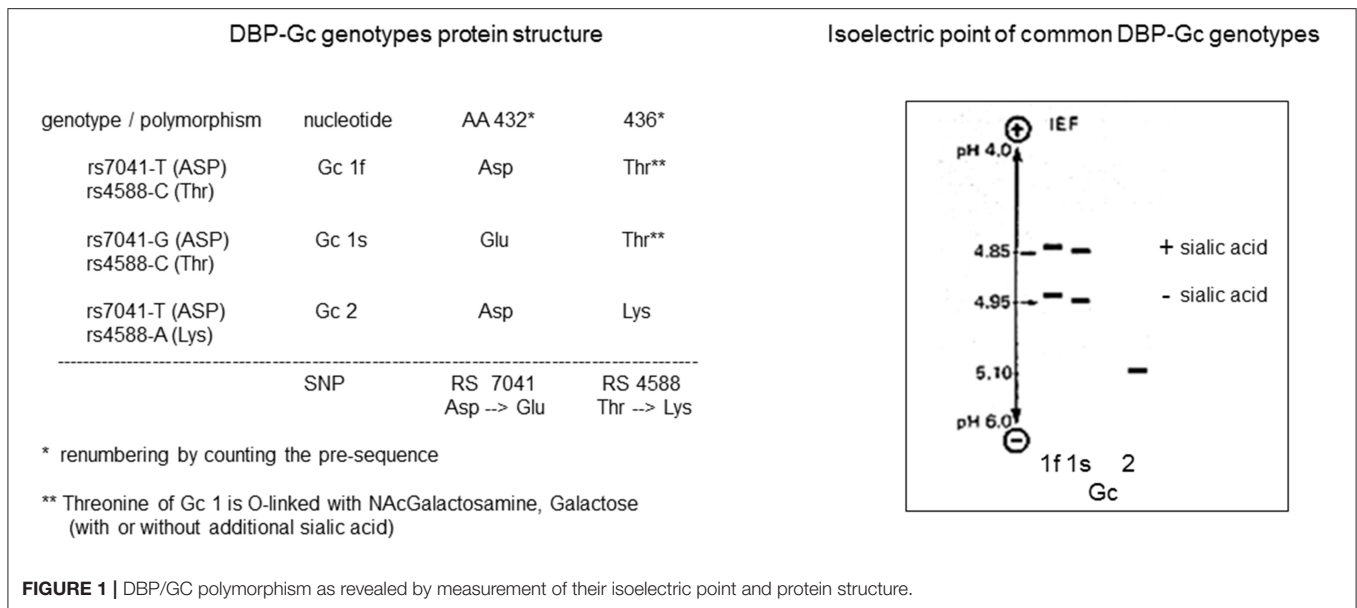 DBP-Gc genotypes protein structure
genotype / polymorphism nucleotide AA 432* 436*
rs7041-T (ASP) Gc 1f Asp Thr**
rs4588-C (Thr)
rs7041-G (ASP) Gc 1s Glu Thr**
rs4588-C (Thr)
rs7041-T (ASP) Gc 2 Asp Lys
rs4588-A (Lys)
SNP RS 7041 RS 4588
Asp --> Glu Thr --> Lys
* renumbering by counting the pre-sequence
** Threonine of Gc 1 is O-linked with NAcGalactosamine, Galactose
(with or without additional sialic acid)
Isoelectric point of common DBP-Gc genotypes
+ IEF
pH 4.0
4.85 + sialic acid
4.95 - sialic acid
5.10
pH 6.0
−
1f 1s 2
Gc
FIGURE 1 | DBP/GC polymorphism as revealed by measurement of their isoelectric point and protein structure.